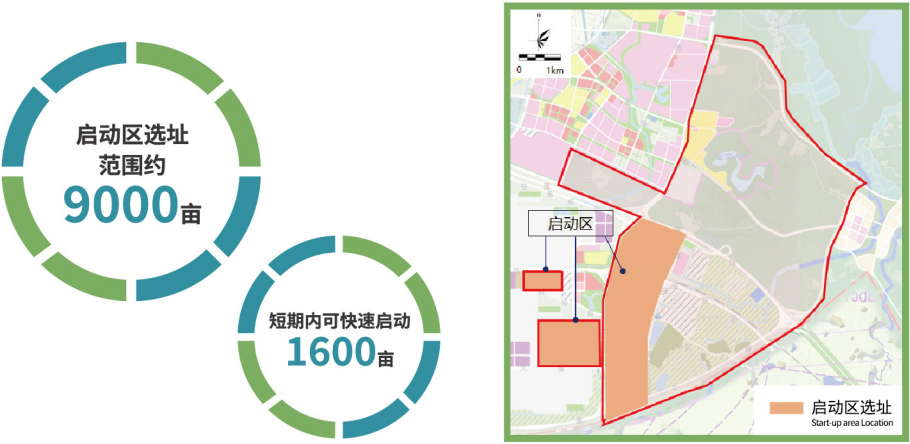 启动区选址
范围约
9000亩
短期内可快速启动
1600亩
N
0 1km
启动区
启动区选址
Start-up area Location